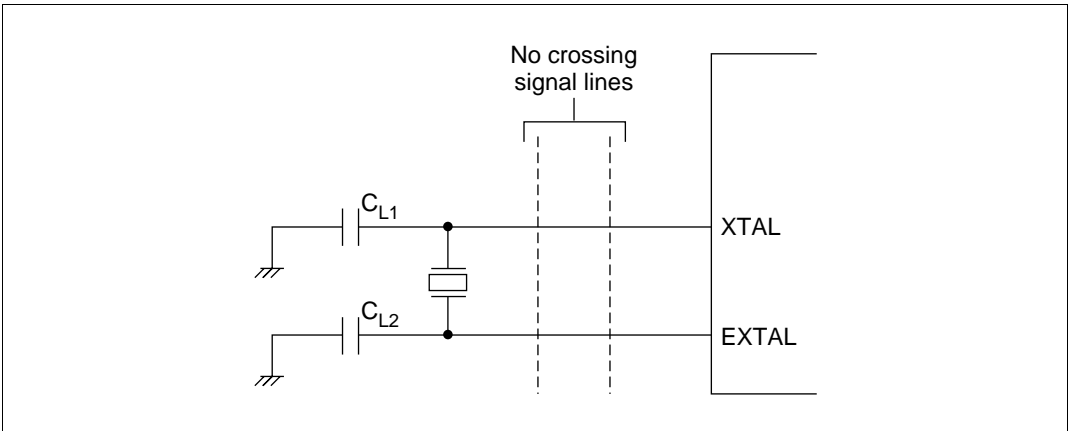 No crossing
signal lines
CL1
XTAL
CL2
EXTAL